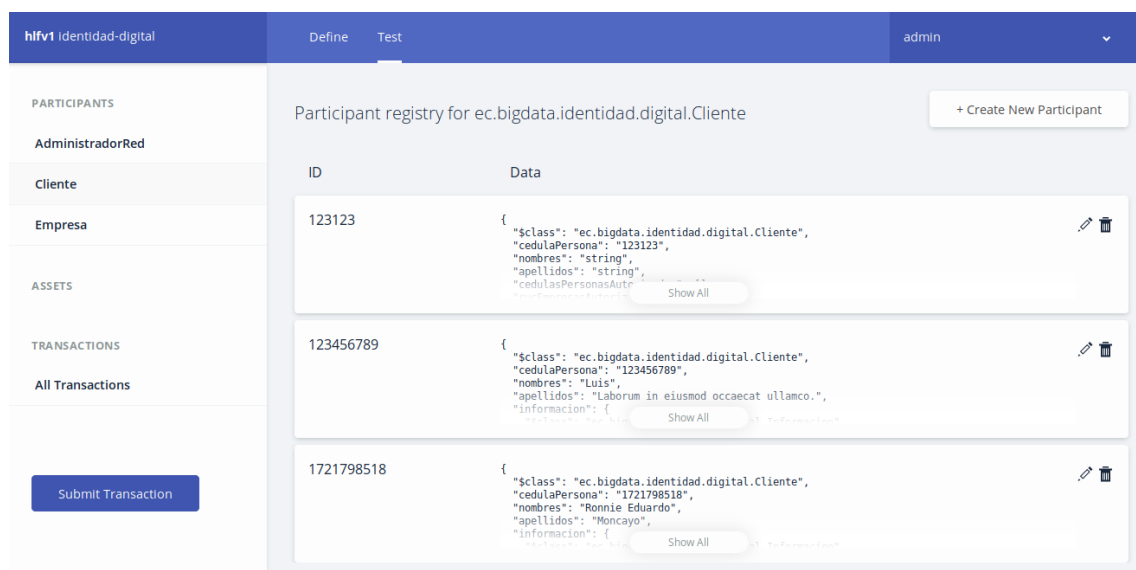 hlfv1 identidad-digital
Define
Test
admin
PARTICIPANTS
AdministradorRed
Cliente
Empresa
ASSETS
TRANSACTIONS
All Transactions
Submit Transaction
Participant registry for ec.bigdata.identidad.digital.Cliente
+ Create New Participant
ID Data
123123
{
"$class": "ec.bigdata.identidad.digital.Cliente",
"cedulaPersona": "123123",
"nombres": "string",
"apellidos": "string",
Show All
123456789
{
"$class": "ec.bigdata.identidad.digital.Cliente",
"cedulaPersona": "123456789",
"nombres": "Luis",
"apellidos": "Laborum in eiusmod occaecat ullamco.",
"informacion": {
Show All
1721798518
{
"$class": "ec.bigdata.identidad.digital.Cliente",
"cedulaPersona": "1721798518",
"nombres": "Ronnie Eduardo",
"apellidos": "Moncayo",
"informacion": {
Show All